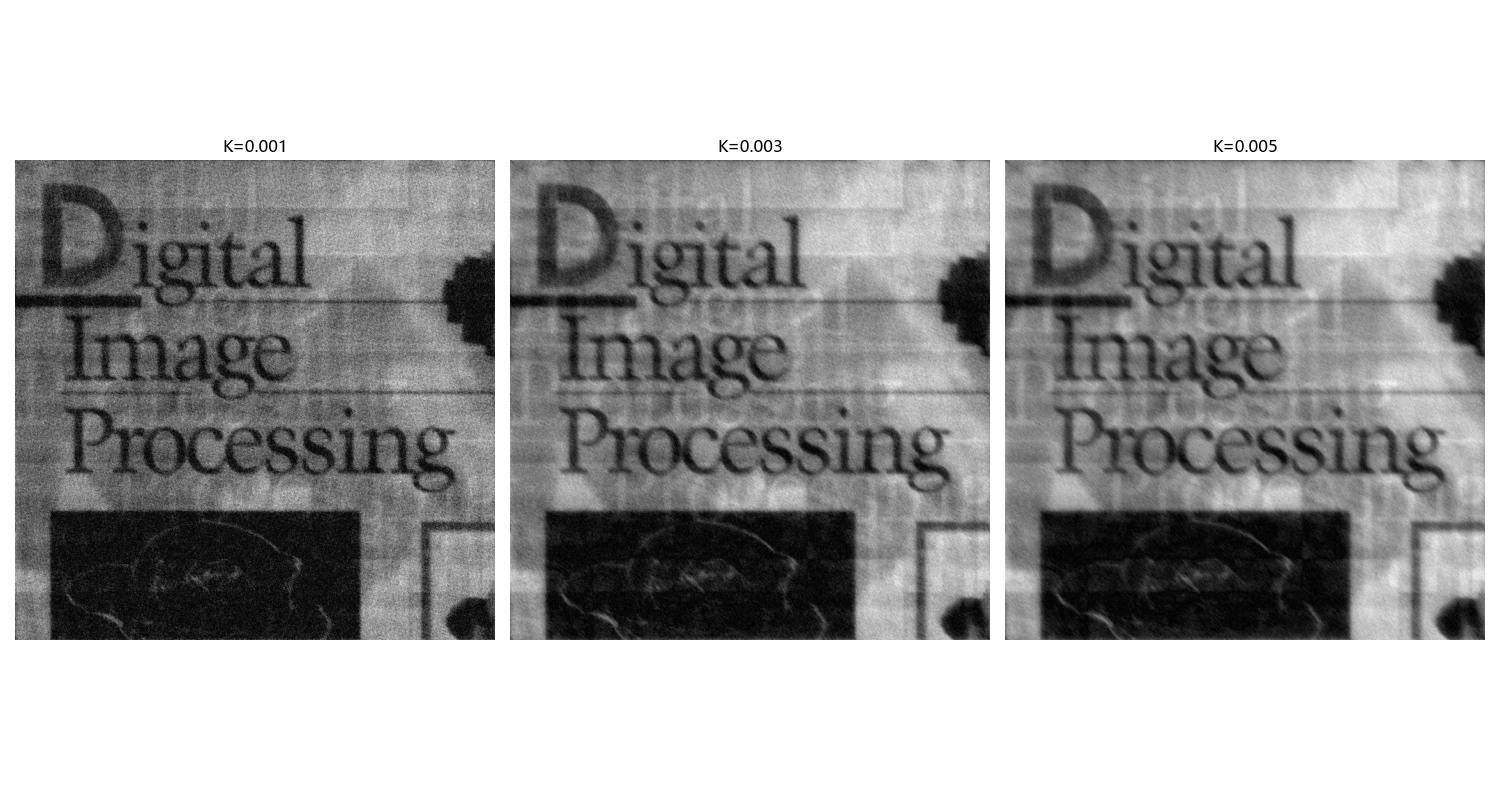 K=0.001
Digital
Image
Processing
K=0.003
Digital
Image
Processing
K=0.005
Digital
Image
Processing